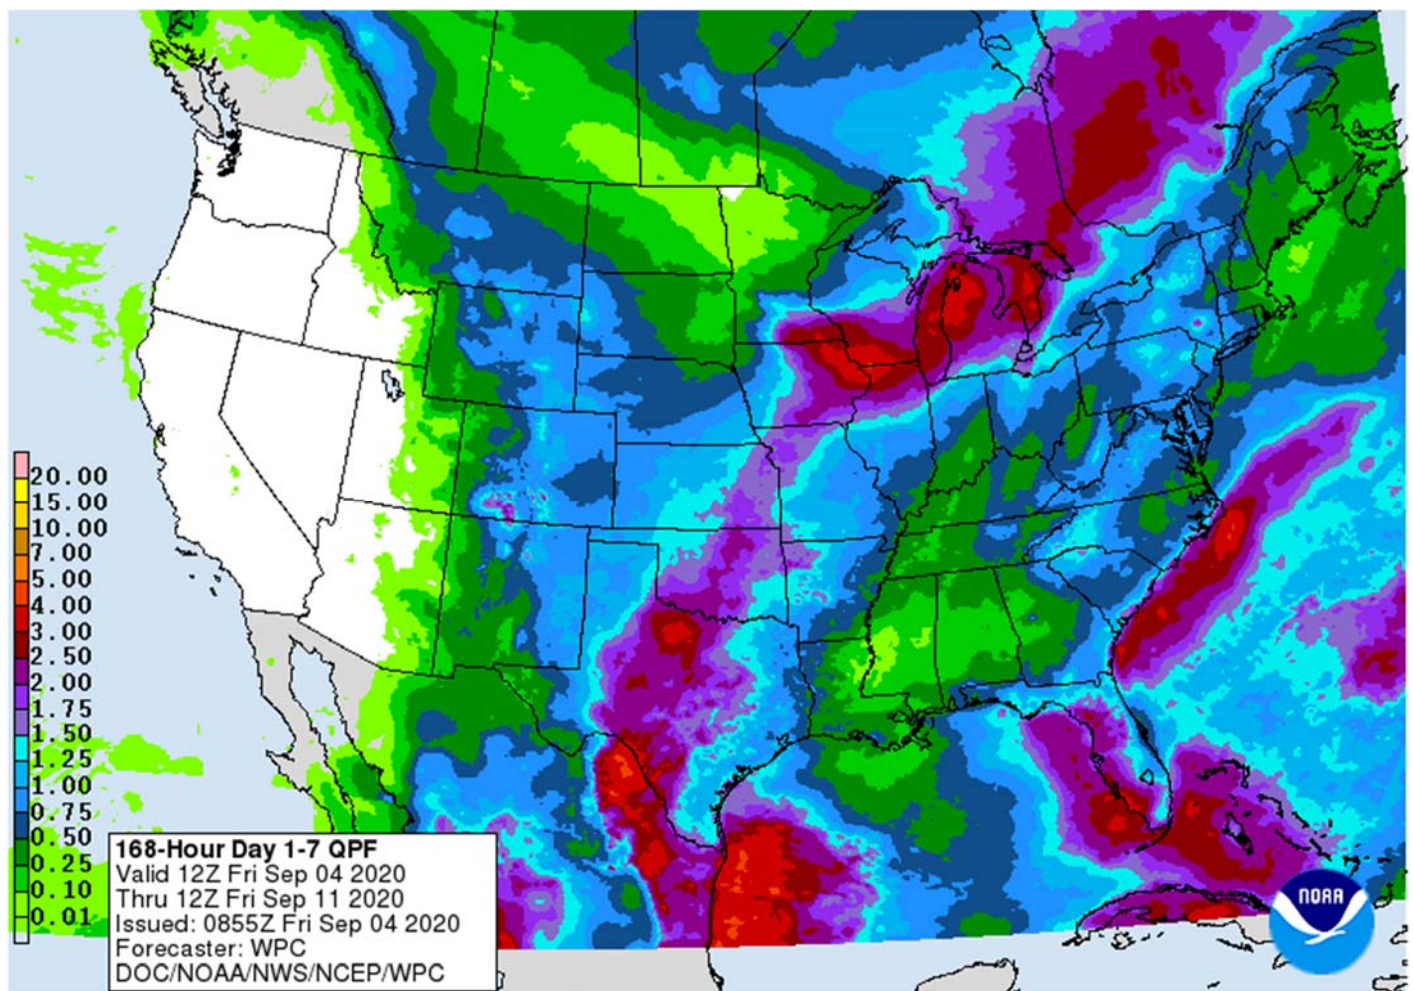 20.00
15.00
10.00
7.00
5.00
4.00
3.00
2.50
2.00
1.75
1.50
1.25
1.00
0.75
0.50
0.25
0.10
0.01
168-Hour Day 1-7 QPF
Valid 12Z Fri Sep 04 2020
Thru 12Z Fri Sep 11 2020
Issued: 0855Z Fri Sep 04 2020
Forecaster: WPC
DOC/NOAA/NWS/NCEP/WPC
NOAA